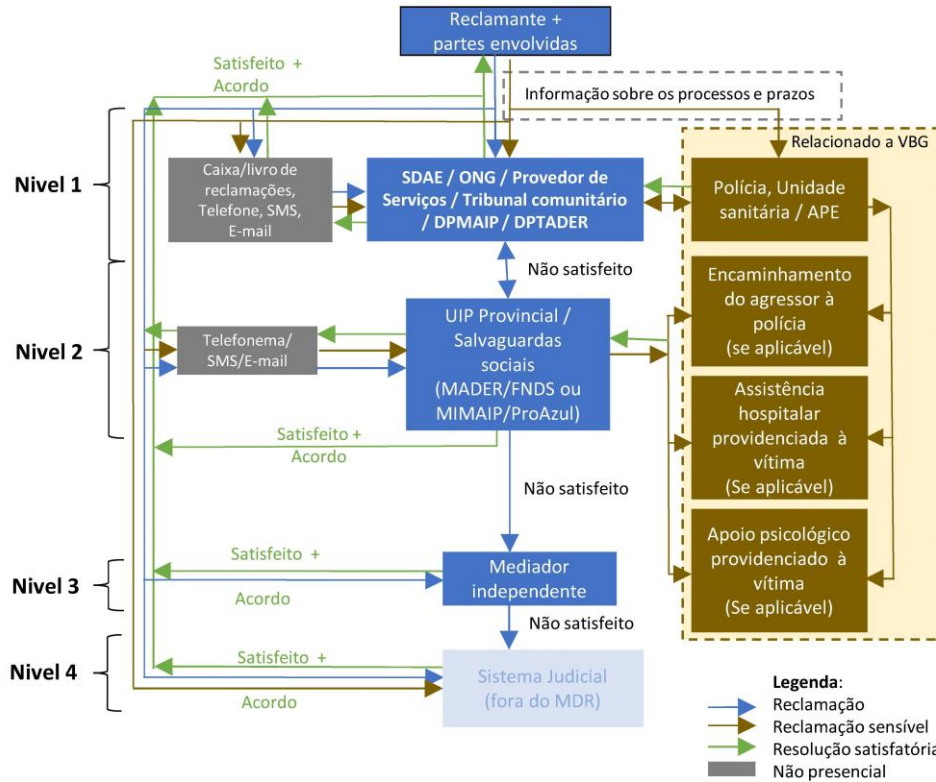 Reclamante +
partes envolvidas
Satisfeito +
Acordo
Informação sobre os processos e prazos
Relacionado a VBG
Nivel 1
Caixa/livro de
reclamações,
Telefone, SMS,
E-mail
SDAE / ONG / Provedor de
Serviços / Tribunal comunitário
/ DPMAIP / DPTADER
Polícia, Unidade
sanitária / APE
Não satisfeito
Nivel 2
Telefonema/
SMS/E-mail
UIP Provincial /
Salvaguardas
sociais
(MADER/FNDS ou
MIMAIP/ProAzul)
Encaminhamento
do agressor à
polícia
(se aplicável)
Assistência
hospitalar
providenciada à
vítima
(Se aplicável)
Satisfeito +
Acordo
Não satisfeito
Apoio psicológico
providenciado à
vítima
(Se aplicável)
Nivel 3
Satisfeito +
Acordo
Mediador
independente
Não satisfeito
Nivel 4
Satisfeito +
Acordo
Sistema Judicial
(fora do MDR)
Legenda:
Reclamação
Reclamação sensível
Resolução satisfatória
Não presencial